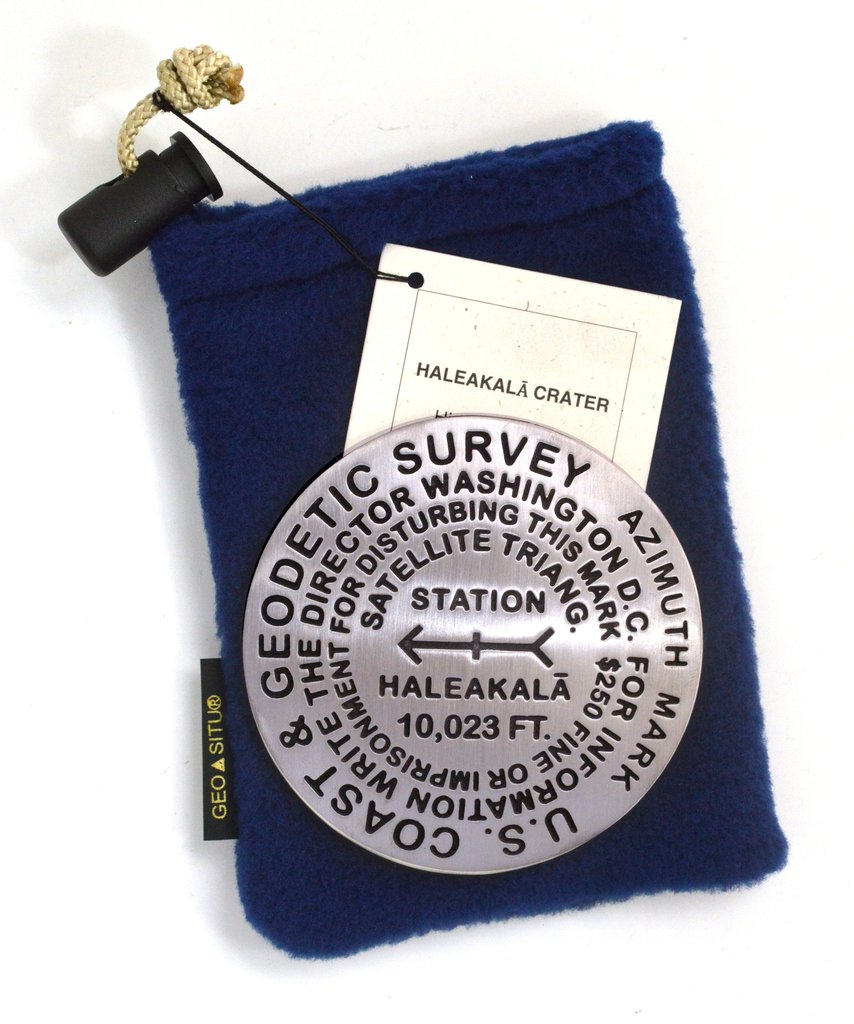 HALEAKALĀ CRATER
U.S. COAST & GEODETIC SURVEY AZIMUTH MARK
WRITE THE DIRECTOR WASHINGTON D.C. FOR INFORMATION
$250 FINE OR IMPRISONMENT FOR DISTURBING THIS MARK
SATELLITE TRIANG.
STATION
HALEAKALĀ
10,023 FT.
GEO▲SITU®